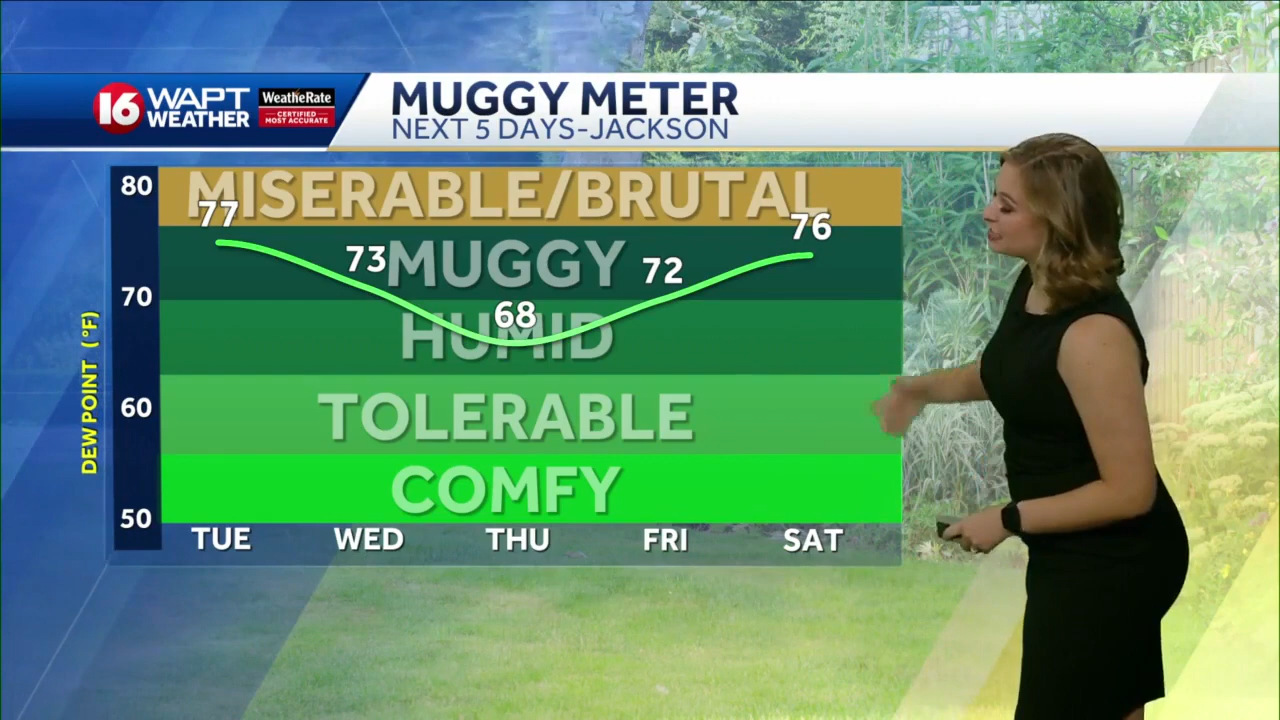 16 WAPT WEATHER
WeatheRate
CERTIFIED
MOST ACCURATE
MUGGY METER
NEXT 5 DAYS-JACKSON
DEW POINT (°F)
80
70
60
50
MISERABLE/BRUTAL
MUGGY
HUMID
TOLERABLE
COMFY
77
73
68
72
76
TUE WED THU FRI SAT